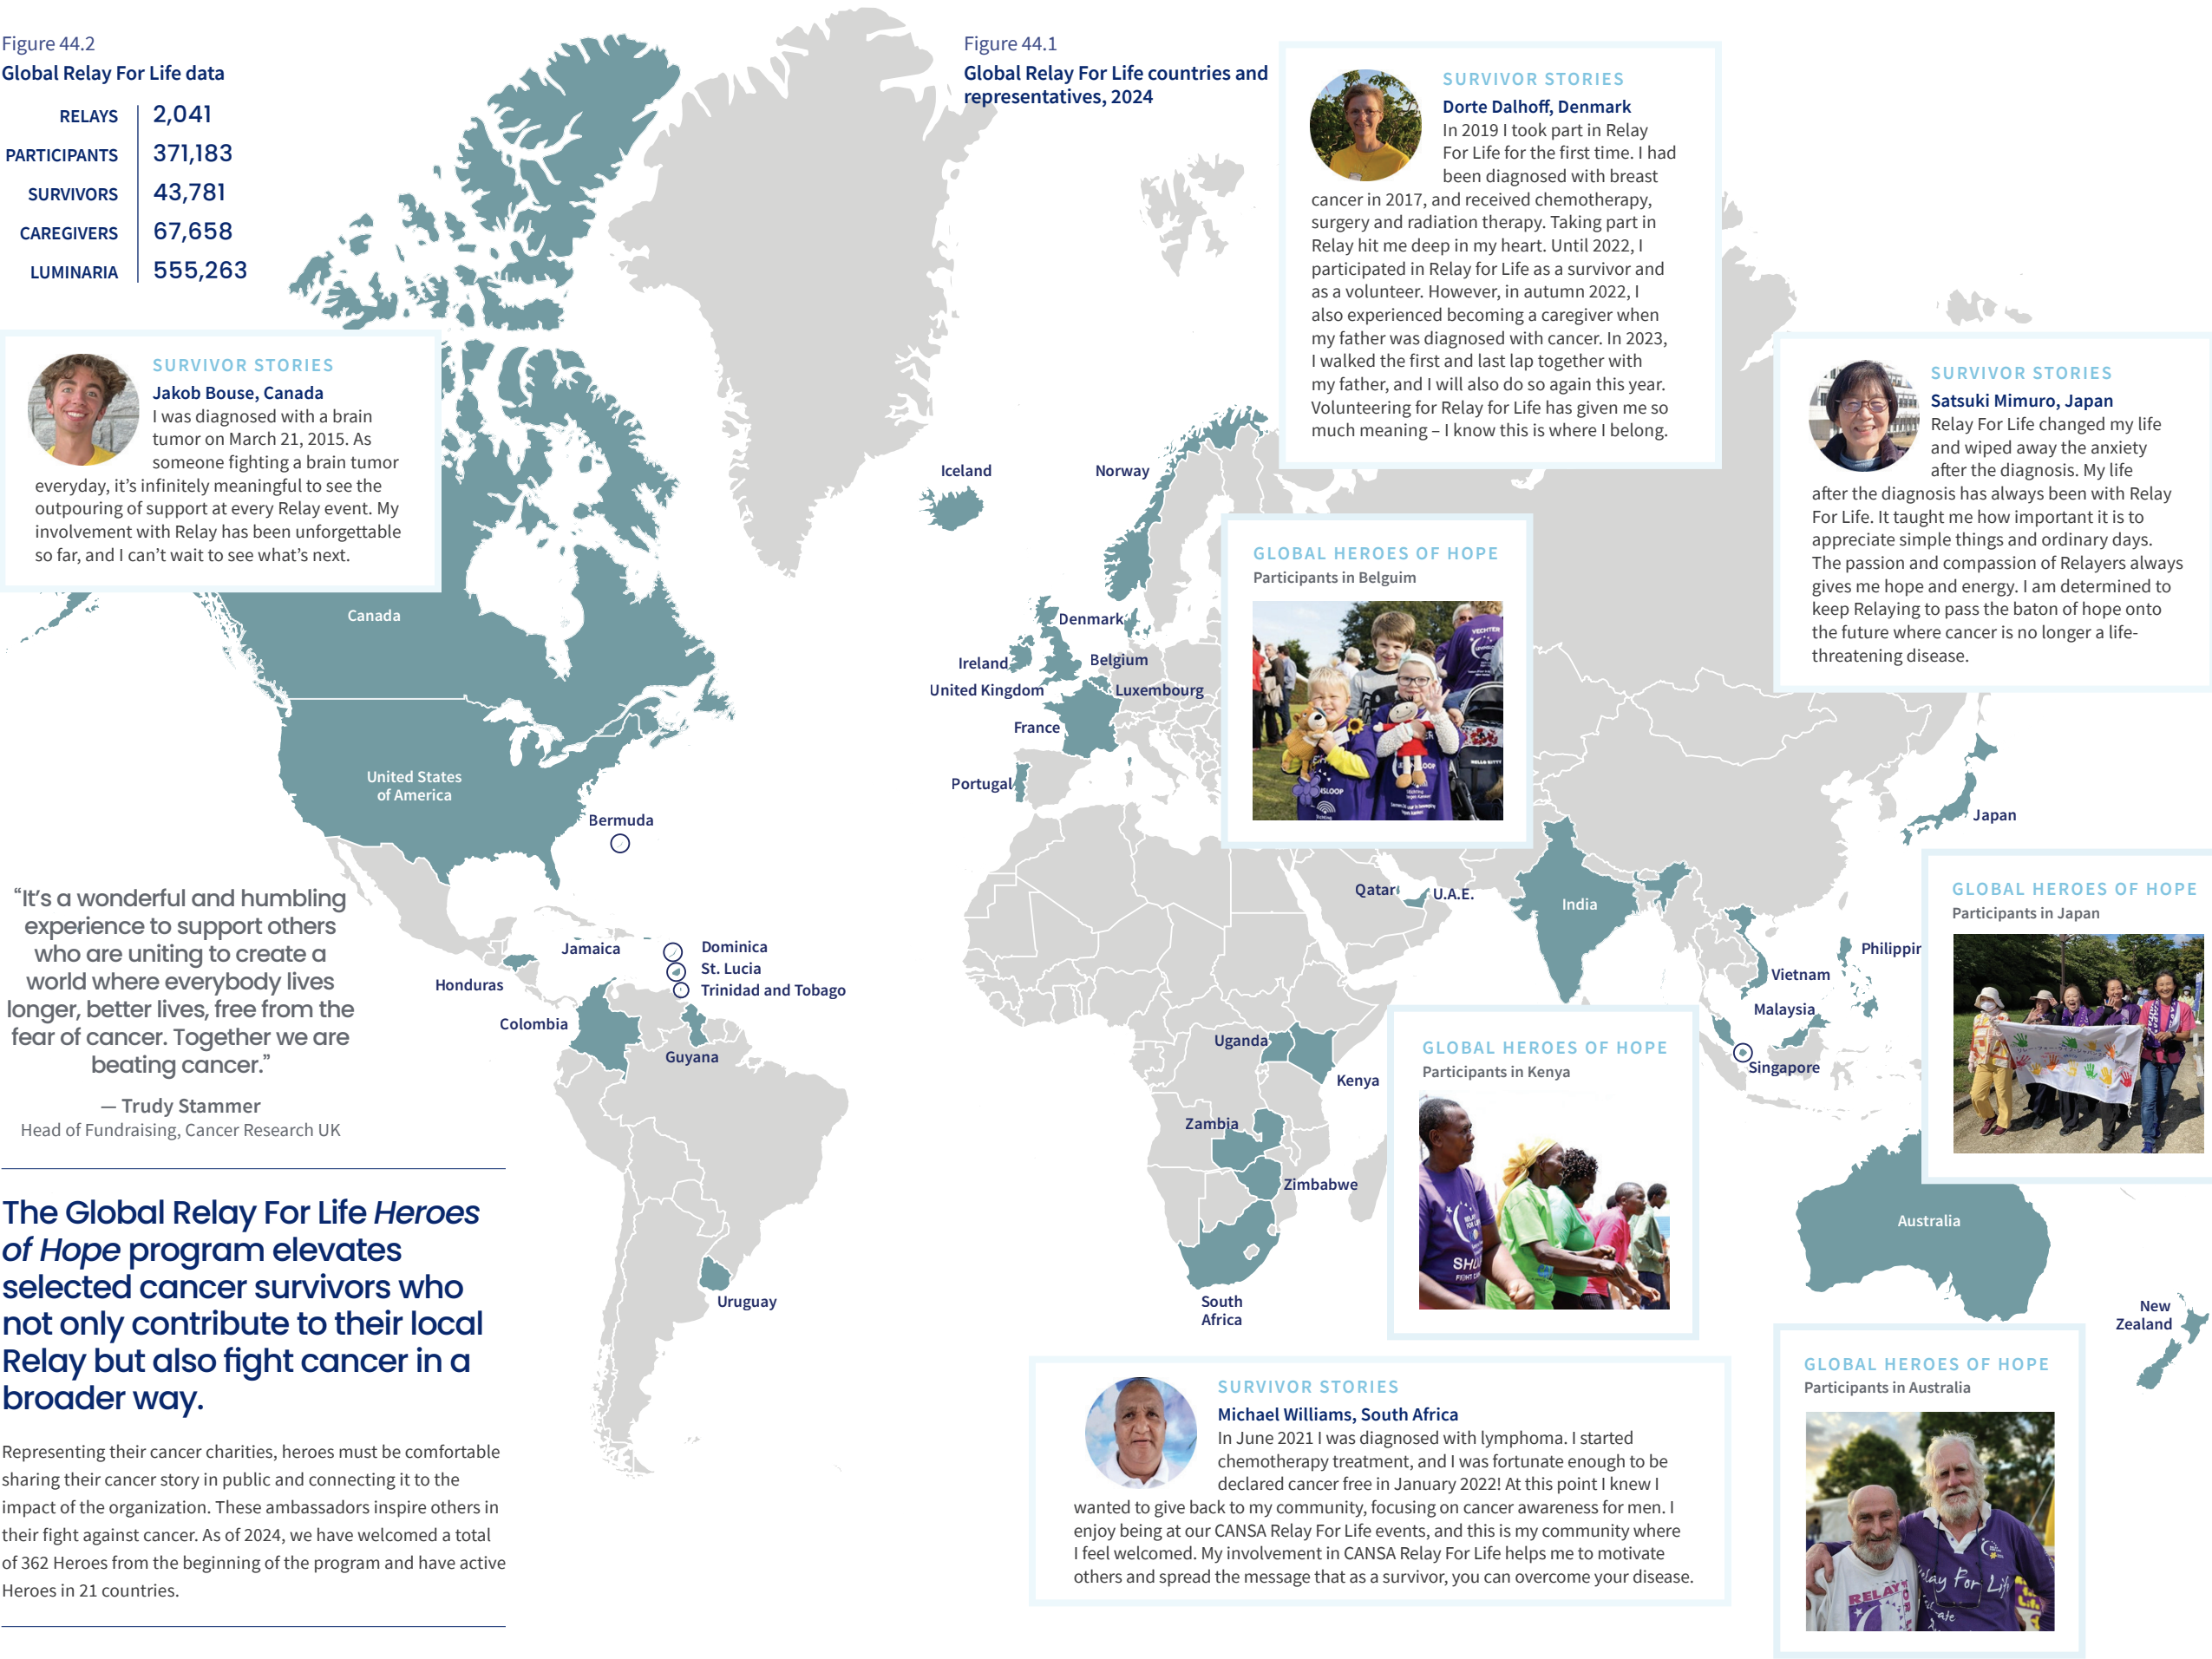 Figure 44.2
Global Relay For Life data
RELAYS 2,041
PARTICIPANTS 371,183
SURVIVORS 43,781
CAREGIVERS 67,658
LUMINARIA 555,263
Figure 44.1
Global Relay For Life countries and
representatives, 2024
SURVIVOR STORIES
Dorte Dalhoff, Denmark
In 2019 I took part in Relay
For Life for the first time. I had
been diagnosed with breast
cancer in 2017, and received chemotherapy,
surgery and radiation therapy. Taking part in
Relay hit me deep in my heart. Until 2022, I
participated in Relay for Life as a survivor and
as a volunteer. However, in autumn 2022, I
also experienced becoming a caregiver when
my father was diagnosed with cancer. In 2023,
I walked the first and last lap together with
my father, and I will also do so again this year.
Volunteering for Relay for Life has given me so
much meaning – I know this is where I belong.
SURVIVOR STORIES
Jakob Bouse, Canada
I was diagnosed with a brain
tumor on March 21, 2015. As
someone fighting a brain tumor
everyday, it's infinitely meaningful to see the
outpouring of support at every Relay event. My
involvement with Relay has been unforgettable
so far, and I can't wait to see what's next.
SURVIVOR STORIES
Satsuki Mimuro, Japan
Relay For Life changed my life
and wiped away the anxiety
after the diagnosis. My life
after the diagnosis has always been with Relay
For Life. It taught me how important it is to
appreciate simple things and ordinary days.
The passion and compassion of Relayers always
gives me hope and energy. I am determined to
keep Relaying to pass the baton of hope onto
the future where cancer is no longer a life-
threatening disease.
Iceland
Norway
GLOBAL HEROES OF HOPE
Participants in Belguim
VECHTER
HELLO KITTY
Canada
Denmark
Ireland
Belgium
United Kingdom
Luxembourg
France
Portugal
United States
of America
Bermuda
Japan
Qatar
U.A.E.
India
Jamaica
Dominica
St. Lucia
Trinidad and Tobago
Honduras
Colombia
Guyana
Uruguay
Uganda
Kenya
Zambia
Zimbabwe
South
Africa
Philippin
Vietnam
Malaysia
Singapore
Australia
New
Zealand
GLOBAL HEROES OF HOPE
Participants in Japan
GLOBAL HEROES OF HOPE
Participants in Kenya
"It's a wonderful and humbling
experience to support others
who are uniting to create a
world where everybody lives
longer, better lives, free from the
fear of cancer. Together we are
beating cancer."
— Trudy Stammer
Head of Fundraising, Cancer Research UK
The Global Relay For Life Heroes
of Hope program elevates
selected cancer survivors who
not only contribute to their local
Relay but also fight cancer in a
broader way.
Representing their cancer charities, heroes must be comfortable
sharing their cancer story in public and connecting it to the
impact of the organization. These ambassadors inspire others in
their fight against cancer. As of 2024, we have welcomed a total
of 362 Heroes from the beginning of the program and have active
Heroes in 21 countries.
SURVIVOR STORIES
Michael Williams, South Africa
In June 2021 I was diagnosed with lymphoma. I started
chemotherapy treatment, and I was fortunate enough to be
declared cancer free in January 2022! At this point I knew I
wanted to give back to my community, focusing on cancer awareness for men. I
enjoy being at our CANSA Relay For Life events, and this is my community where
I feel welcomed. My involvement in CANSA Relay For Life helps me to motivate
others and spread the message that as a survivor, you can overcome your disease.
GLOBAL HEROES OF HOPE
Participants in Australia
RELAY
elay For Life